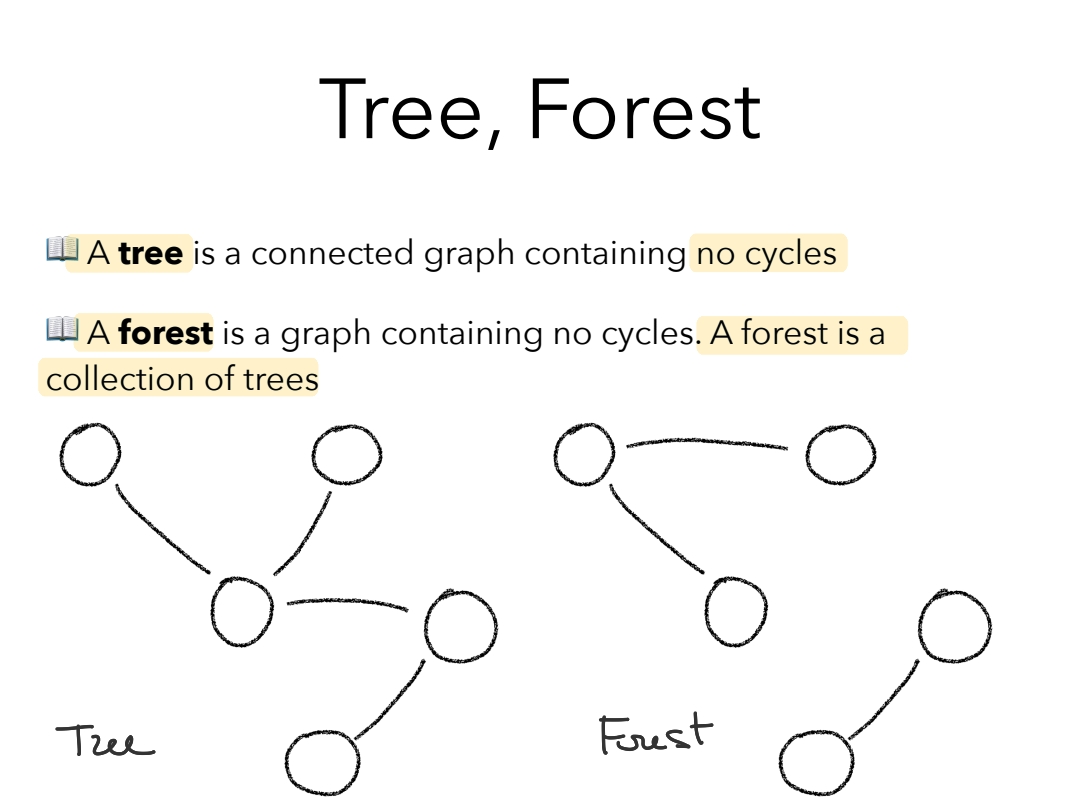 Tree, Forest
📖 A tree is a connected graph containing no cycles
📖 A forest is a graph containing no cycles. A forest is a
collection of trees
Tree
Forest